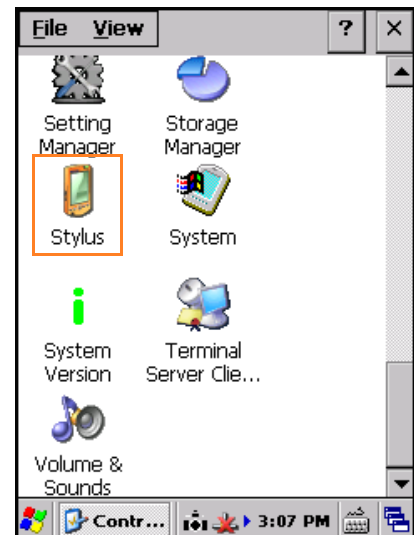 File View ? ×
Setting Manager
Storage Manager
Stylus
System
System Version
Terminal Server Clie...
Volume & Sounds
Contr... 3:07 PM